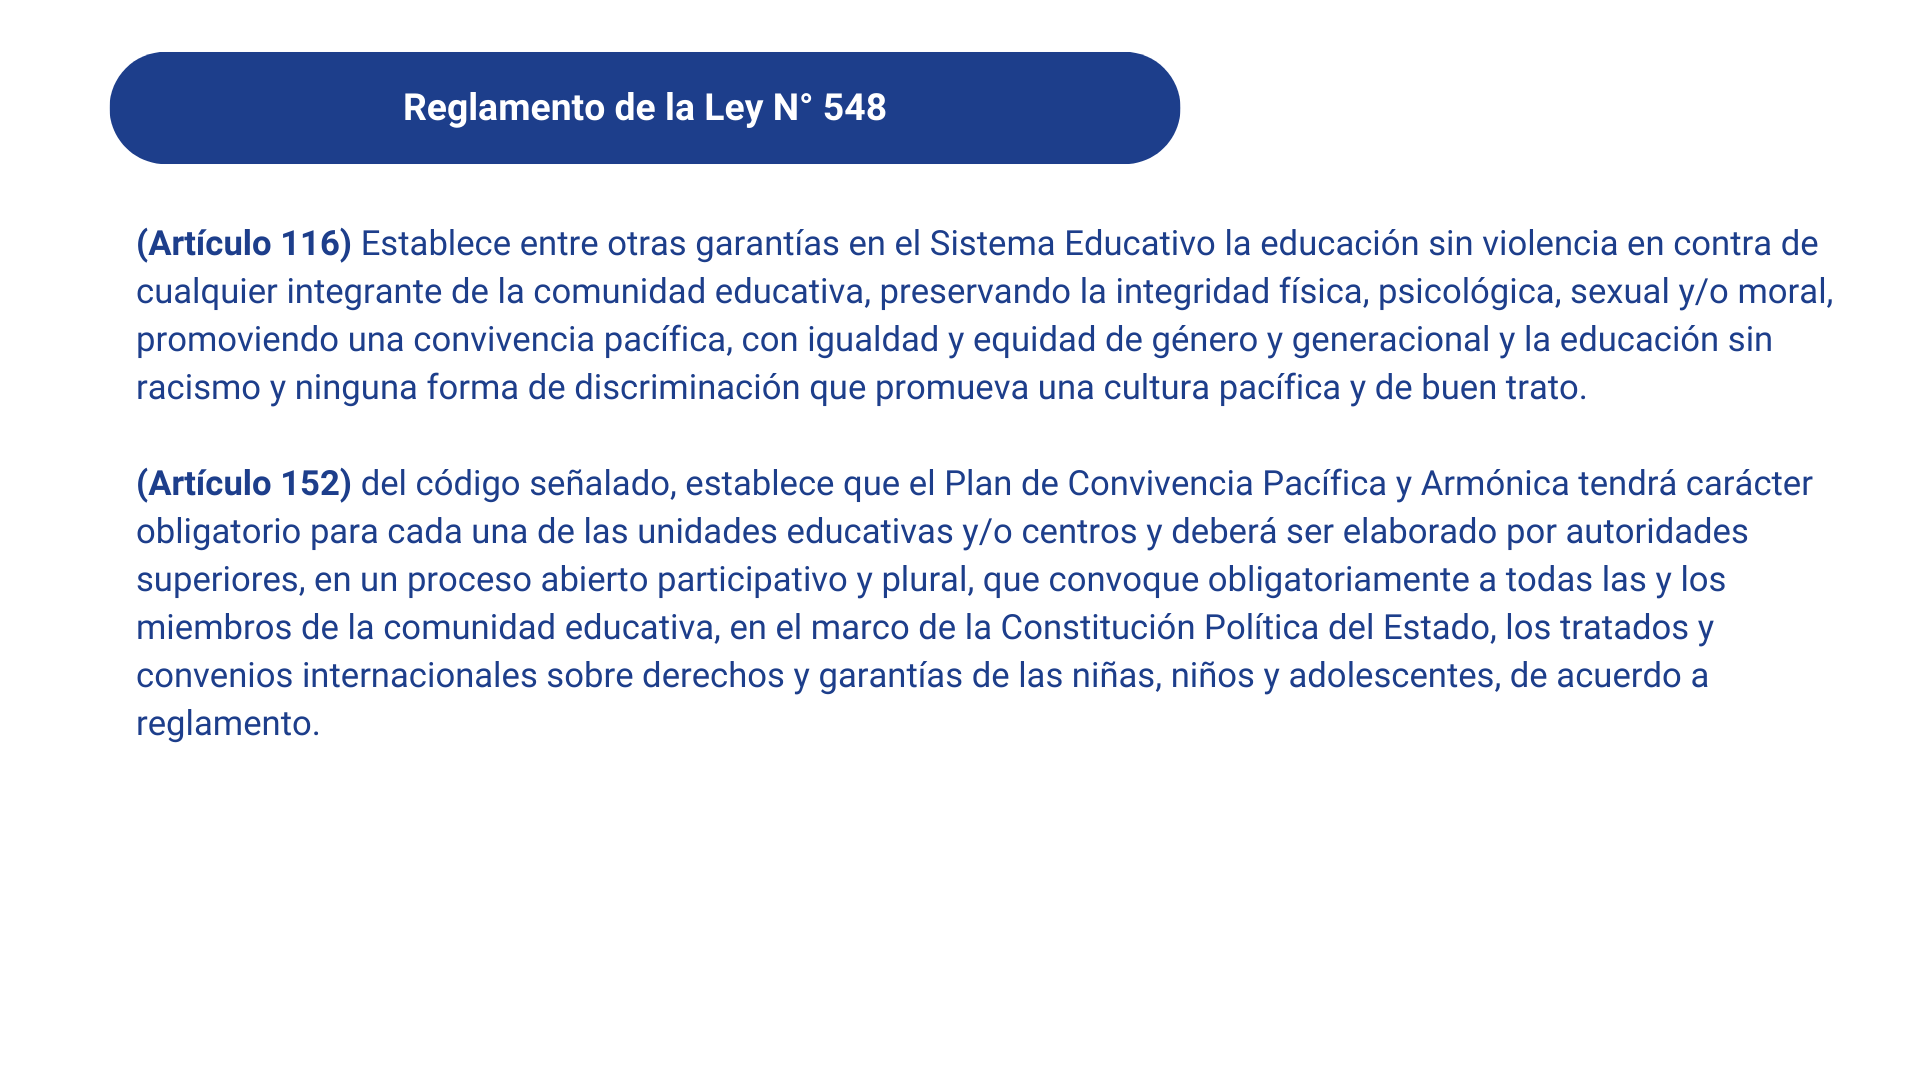 Reglamento de la Ley N° 548
(Artículo 116) Establece entre otras garantías en el Sistema Educativo la educación sin violencia en contra de
cualquier integrante de la comunidad educativa, preservando la integridad física, psicológica, sexual y/o moral,
promoviendo una convivencia pacífica, con igualdad y equidad de género y generacional y la educación sin
racismo y ninguna forma de discriminación que promueva una cultura pacífica y de buen trato.
(Artículo 152) del código señalado, establece que el Plan de Convivencia Pacífica y Armónica tendrá carácter
obligatorio para cada una de las unidades educativas y/o centros y deberá ser elaborado por autoridades
superiores, en un proceso abierto participativo y plural, que convoque obligatoriamente a todas las y los
miembros de la comunidad educativa, en el marco de la Constitución Política del Estado, los tratados y
convenios internacionales sobre derechos y garantías de las niñas, niños y adolescentes, de acuerdo a
reglamento.